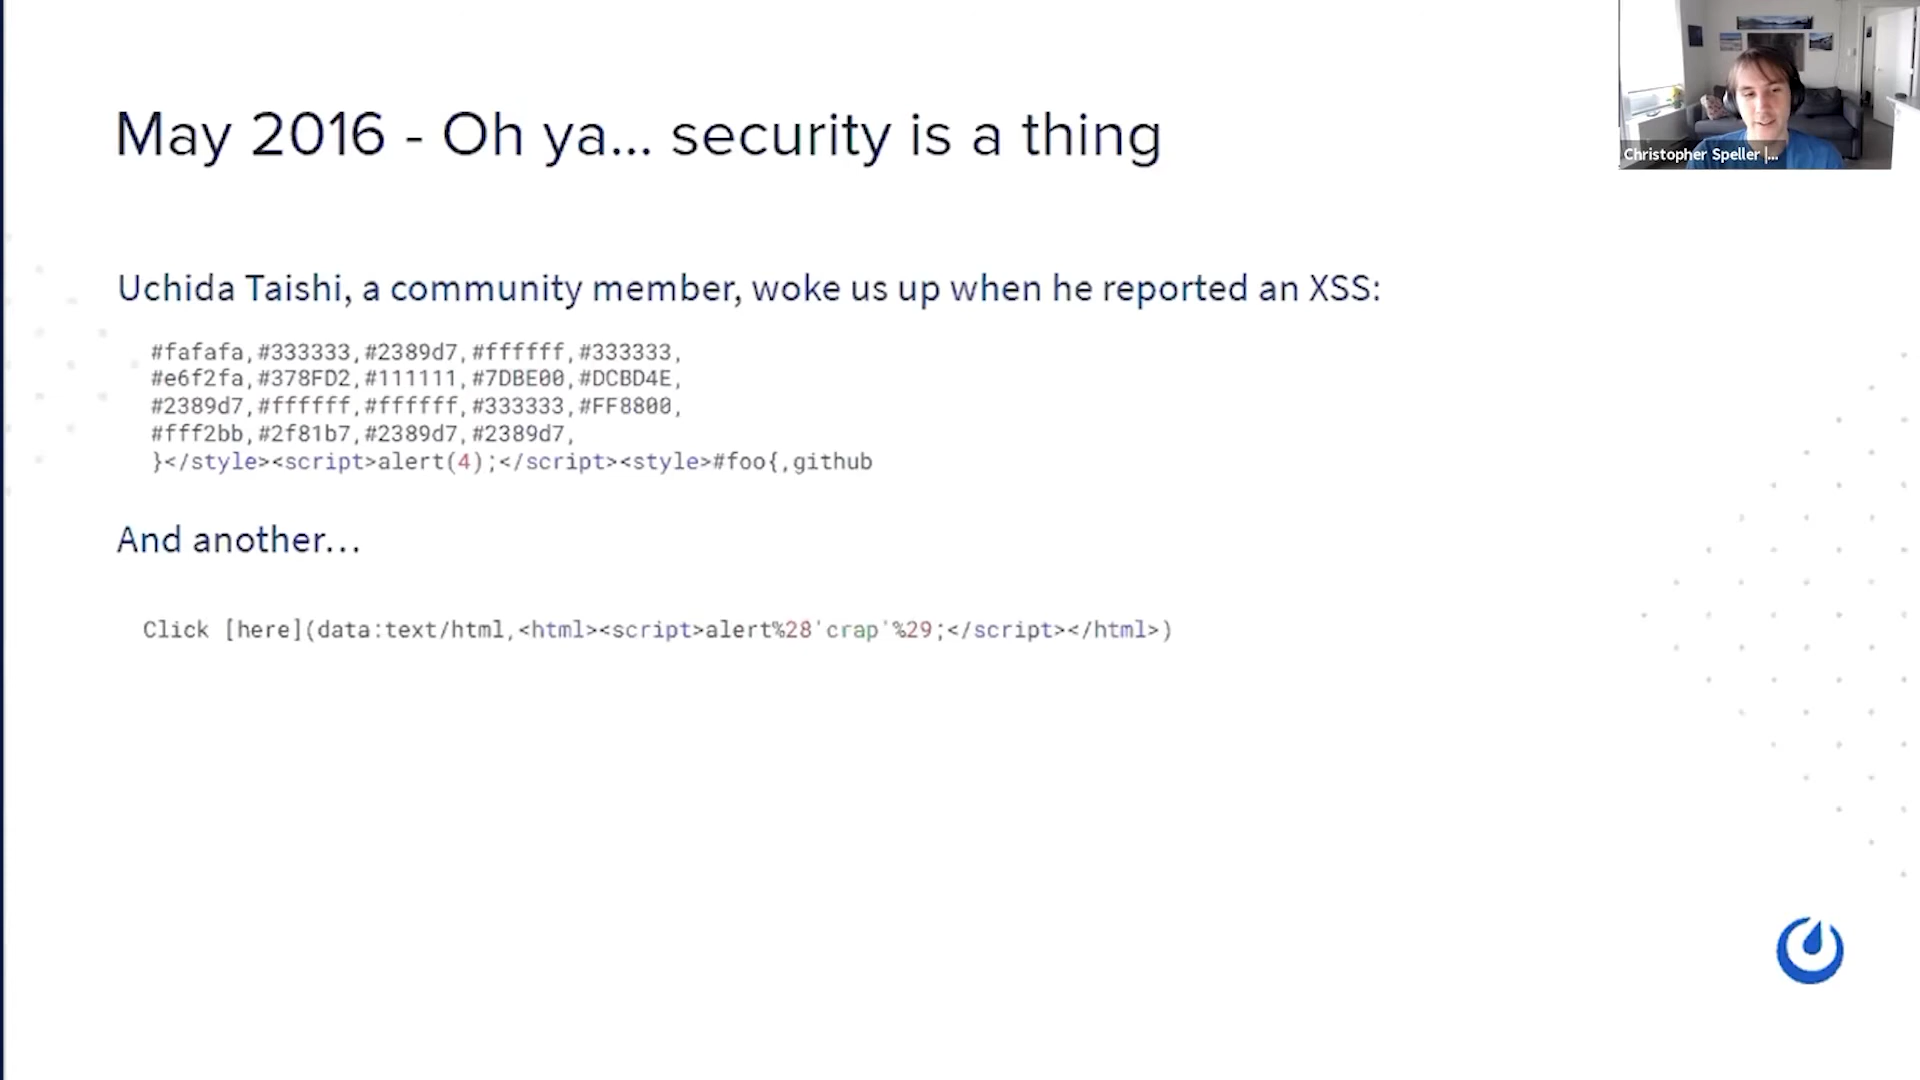 May 2016 - Oh ya... security is a thing
Christopher Speller |...
Uchida Taishi, a community member, woke us up when he reported an XSS:
#fafafa,#333333,#2389d7,#ffffff,#333333,
#e6f2fa,#378FD2,#111111,#7DBE00,#DCBD4E,
#2389d7,#ffffff,#ffffff,#333333,#FF8800,
#fff2bb,#2f81b7,#2389d7,#2389d7,
}</style><script>alert(4);</script><style>#foo{,github
And another...
Click [here](data:text/html,<html><script>alert%28'crap'%29;</script></html>)